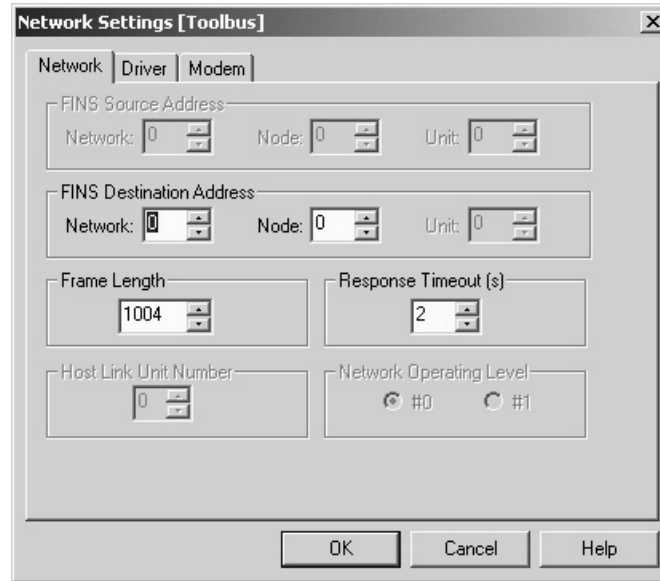 Network Settings [Toolbus]
Network Driver Modem
FINS Source Address
Network: 0 Node: 0 Unit: 0
FINS Destination Address
Network: 0 Node: 0 Unit: 0
Frame Length Response Timeout (s)
1004 2
Host Link Unit Number Network Operating Level
0 #0 #1
OK Cancel Help